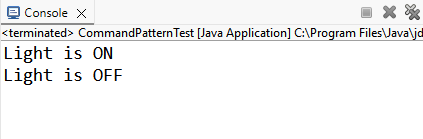 Console
<terminated> CommandPatternTest [Java Application] C:\Program Files\Java\jd
Light is ON
Light is OFF